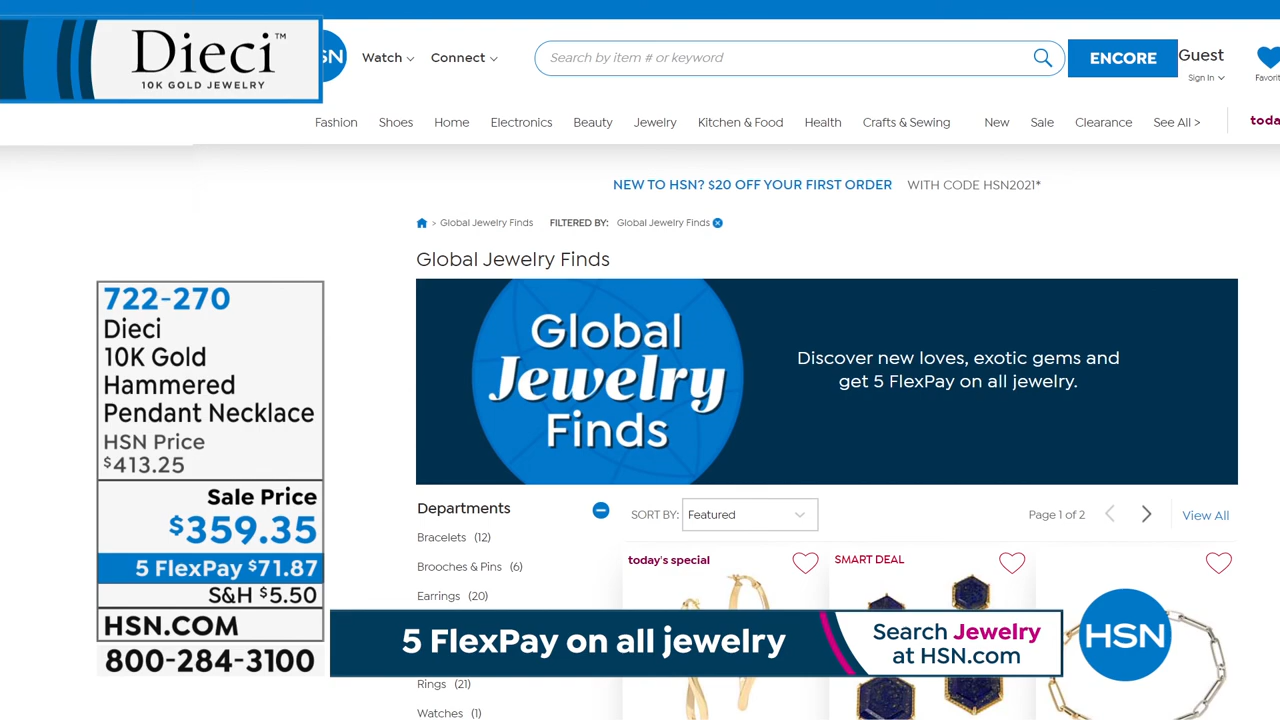 Dieci™
10K GOLD JEWELRY
SN
Watch
Connect
Search by item # or keyword
ENCORE
Guest
Sign In
Favorit
Fashion
Shoes
Home
Electronics
Beauty
Jewelry
Kitchen & Food
Health
Crafts & Sewing
New
Sale
Clearance
See All >
toda
NEW TO HSN? $20 OFF YOUR FIRST ORDER WITH CODE HSN2021*
> Global Jewelry Finds FILTERED BY: Global Jewelry Finds
Global Jewelry Finds
Global
Jewelry
Finds
Discover new loves, exotic gems and
get 5 FlexPay on all jewelry.
722-270
Dieci
10K Gold
Hammered
Pendant Necklace
HSN Price
$413.25
Sale Price
$359.35
5 FlexPay $71.87
S&H $5.50
HSN.COM
800-284-3100
Departments
Bracelets (12)
Brooches & Pins (6)
Earrings (20)
Rings (21)
Watches (1)
SORT BY: Featured
Page 1 of 2
View All
today's special
SMART DEAL
5 FlexPay on all jewelry
Search Jewelry
at HSN.com
HSN